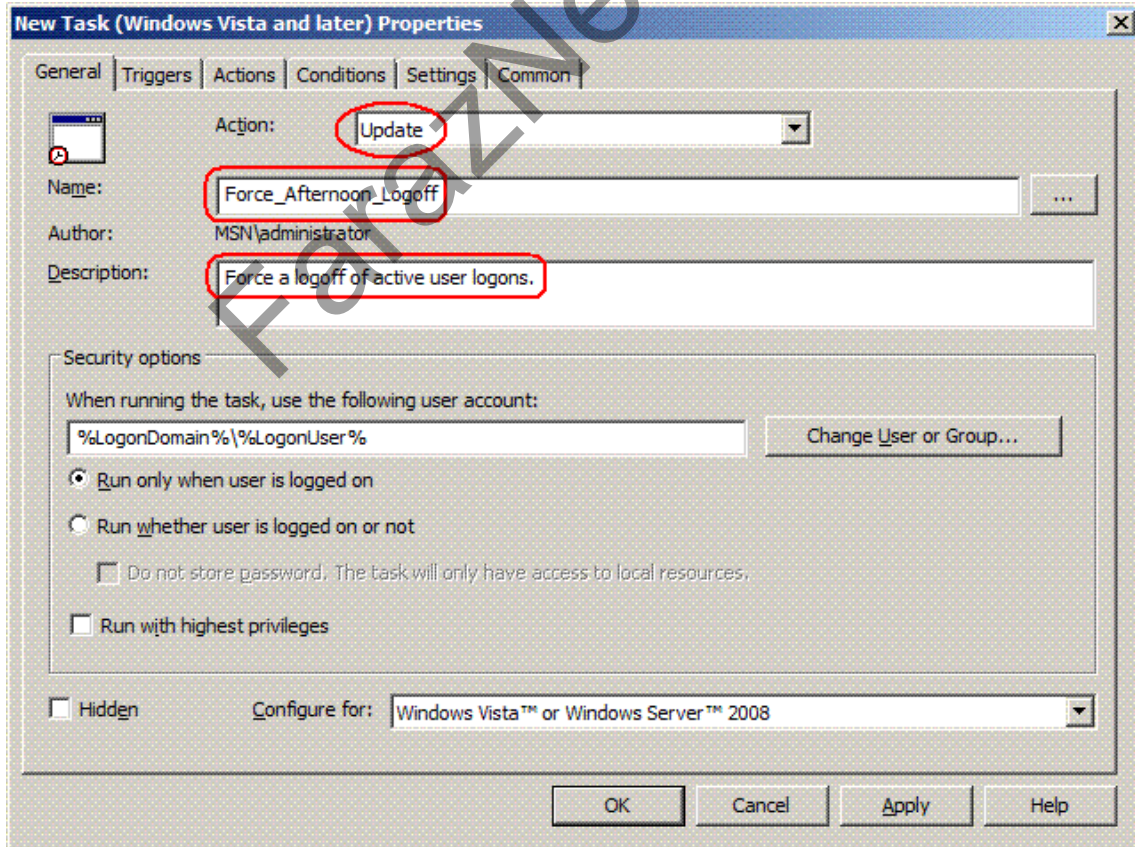 New Task (Windows Vista and later) Properties
General Triggers Actions Conditions Settings Common
Action: Update
Name: Force_Afternoon_Logoff ...
Author: MSN\administrator
Description: Force a logoff of active user logons.
Security options
When running the task, use the following user account:
%LogonDomain%\%LogonUser% Change User or Group...
Run only when user is logged on
Run whether user is logged on or not
Do not store password. The task will only have access to local resources.
Run with highest privileges
Hidden Configure for: Windows Vista™ or Windows Server™ 2008
OK Cancel Apply Help
FarazNe